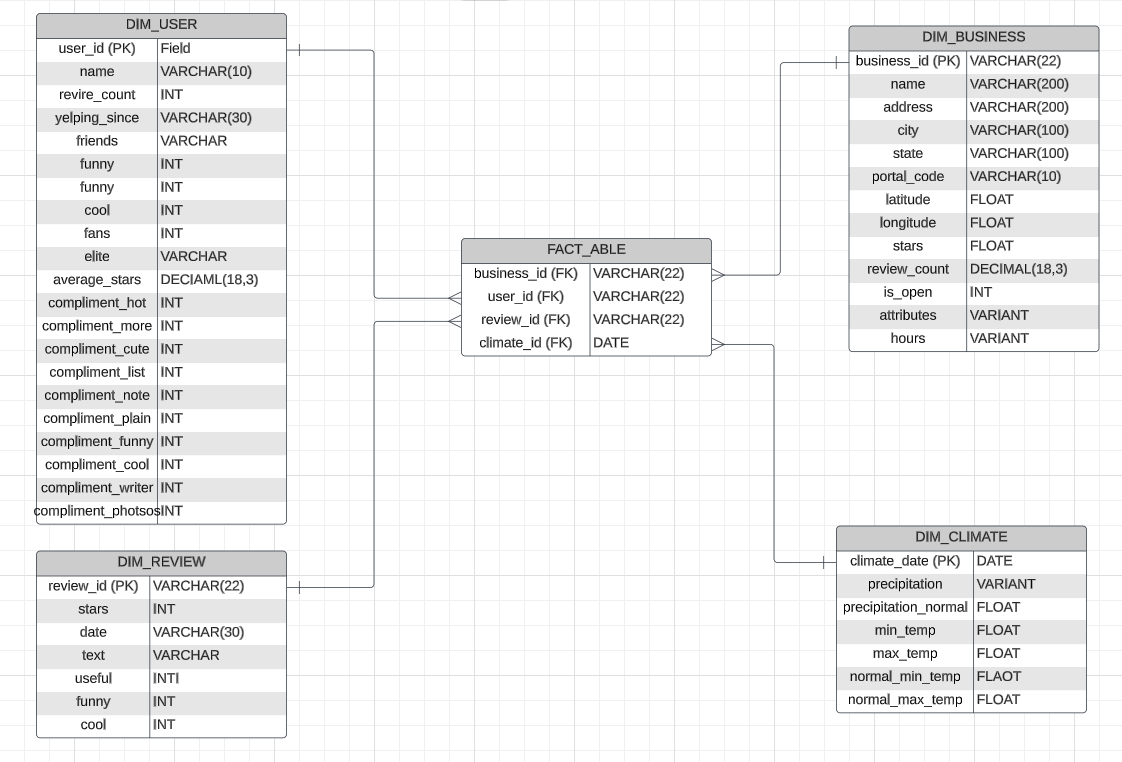 DIM_USER
user_id (PK) Field
name VARCHAR(10)
revire_count INT
yelping_since VARCHAR(30)
friends VARCHAR
funny INT
funny INT
cool INT
fans INT
elite VARCHAR
average_stars DECIAML(18,3)
compliment_hot INT
compliment_more INT
compliment_cute INT
compliment_list INT
compliment_note INT
compliment_plain INT
compliment_funny INT
compliment_cool INT
compliment_writer INT
compliment_photsos INT
DIM_REVIEW
review_id (PK) VARCHAR(22)
stars INT
date VARCHAR(30)
text VARCHAR
useful INTI
funny INT
cool INT
FACT_ABLE
business_id (FK) VARCHAR(22)
user_id (FK) VARCHAR(22)
review_id (FK) VARCHAR(22)
climate_id (FK) DATE
DIM_BUSINESS
business_id (PK) VARCHAR(22)
name VARCHAR(200)
address VARCHAR(200)
city VARCHAR(100)
state VARCHAR(100)
portal_code VARCHAR(10)
latitude FLOAT
longitude FLOAT
stars FLOAT
review_count DECIMAL(18,3)
is_open INT
attributes VARIANT
hours VARIANT
DIM_CLIMATE
climate_date (PK) DATE
precipitation VARIANT
precipitation_normal FLOAT
min_temp FLOAT
max_temp FLOAT
normal_min_temp FLAOT
normal_max_temp FLOAT